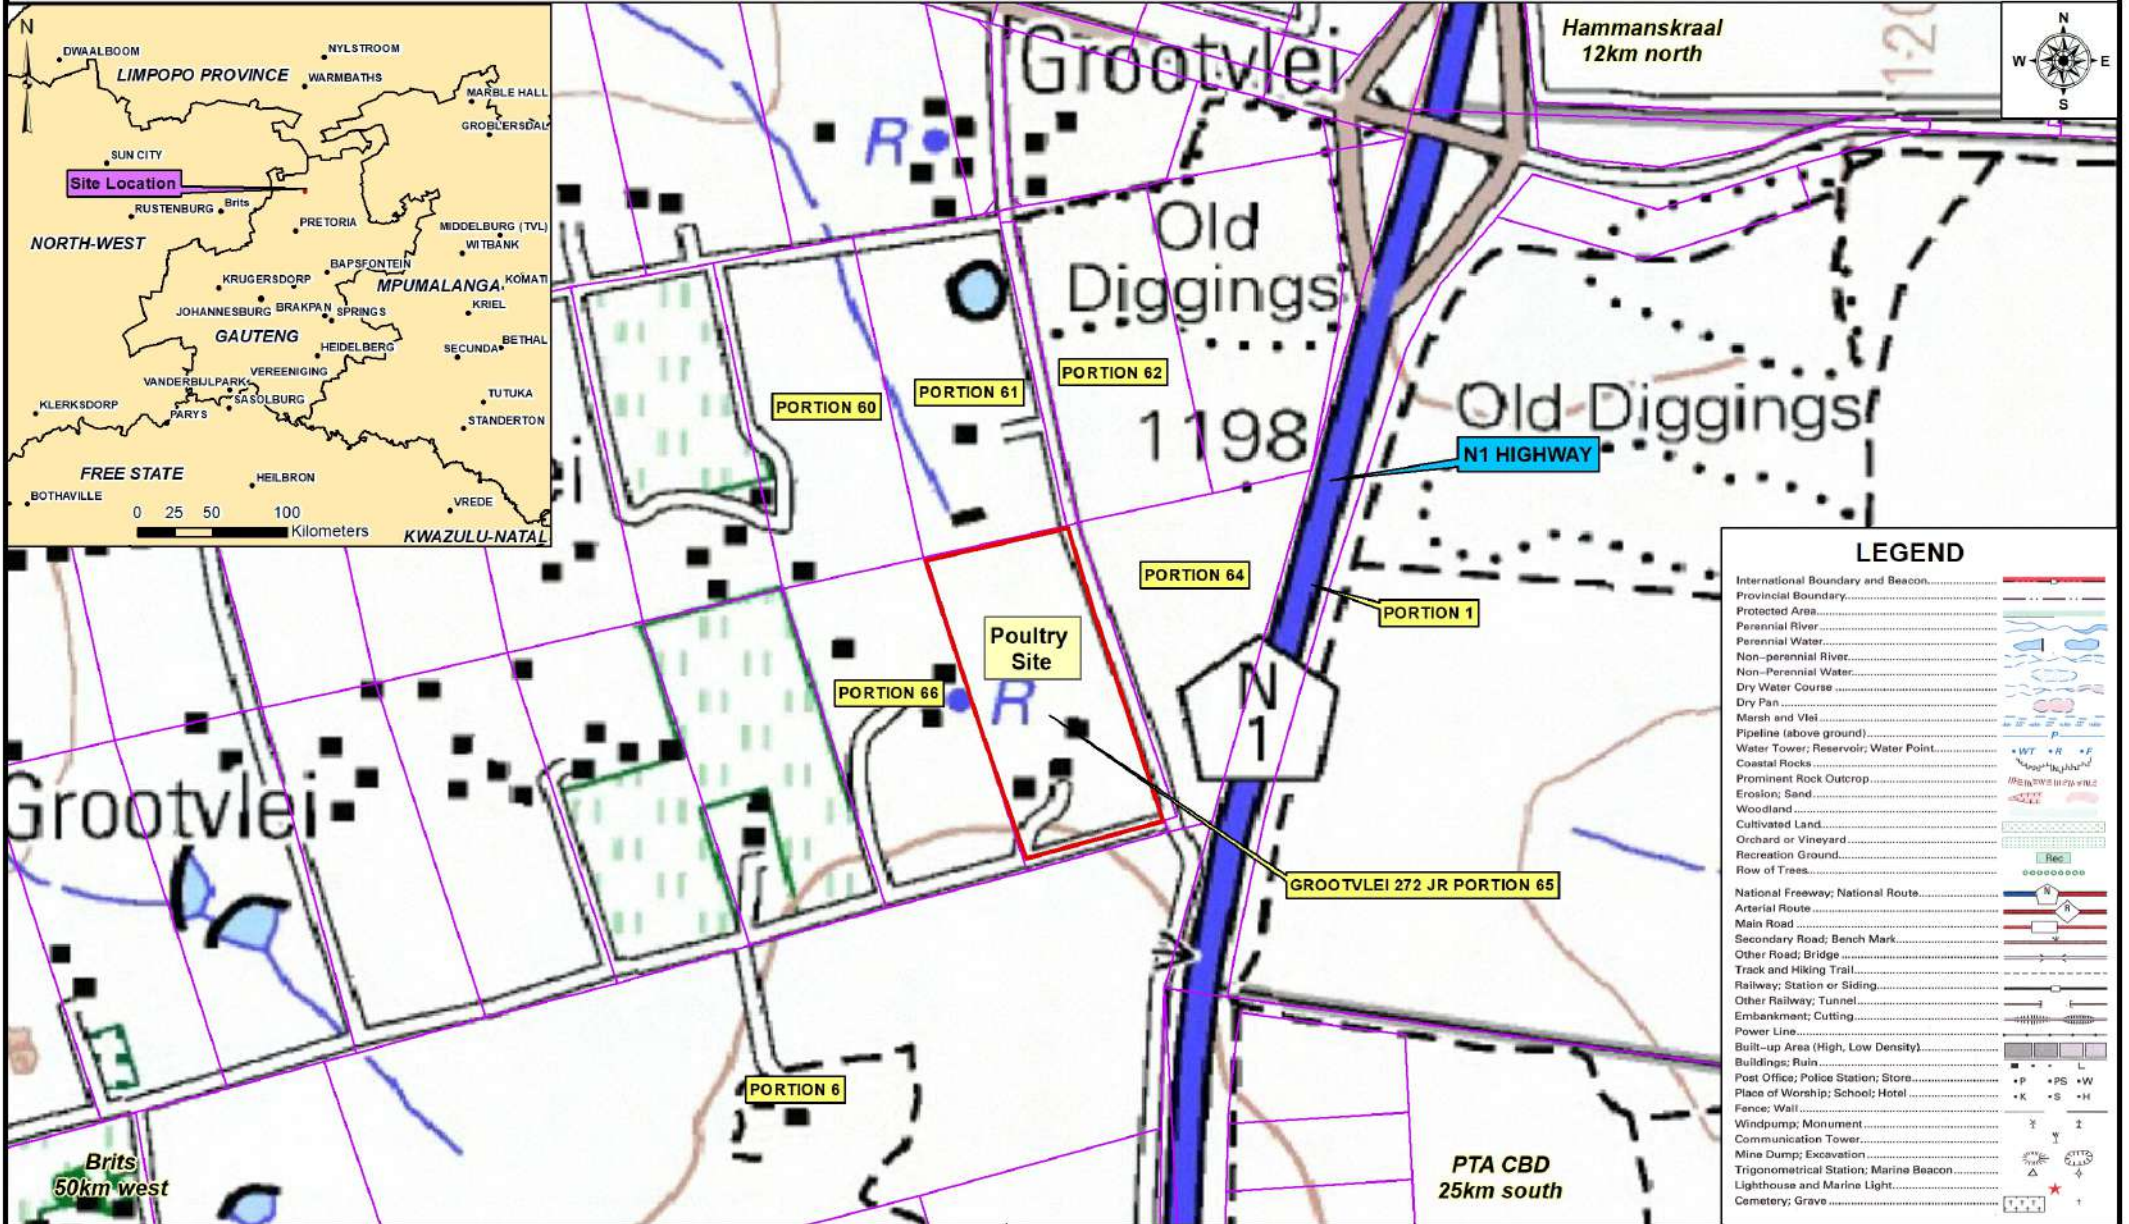 N
DWAALBOOM
NYLSTROOM
LIMPOPO PROVINCE
WARMBATHS
MARBLE HALL
GROBLERSDAL
SUN CITY
Site Location
RUSTENBURG
Brits
PRETORIA
NORTH-WEST
MIDDELBURG (TVL)
WITBANK
BAPSFONTEIN
KRUGERSDORP
MPUMALANGA
KOMATI
JOHANNESBURG
BRAKPAN
SPRINGS
KRIEL
GAUTENG
HEIDELBERG
SECUNDA
BETHAL
VANDERBIJLPARK
VEREENIGING
SASOLBURG
TUTUKA
KLERKSDORP
PARYS
STANDERTON
FREE STATE
HEILBRON
BOTHAVILLE
VREDE
0 25 50 100
Kilometers
KWAZULU-NATAL
Grootvlei
Hammanskraal
12km north
N
W E
S
R
Old
Diggings
PORTION 62
PORTION 61
PORTION 60
1198
Old Diggings
N1 HIGHWAY
PORTION 64
PORTION 1
Poultry
Site
PORTION 66
R
N
1
Grootvlei
GROOTVLEI 272 JR PORTION 65
PORTION 6
Brits
50km west
PTA CBD
25km south
LEGEND
International Boundary and Beacon
Provincial Boundary
Protected Area
Perennial River
Perennial Water
Non-perennial River
Non-Perennial Water
Dry Water Course
Dry Pan
Marsh and Vlei
Pipeline (above ground) P
Water Tower; Reservoir; Water Point WT R F
Coastal Rocks
Prominent Rock Outcrop
Erosion; Sand
Woodland
Cultivated Land
Orchard or Vineyard
Recreation Ground Rec
Row of Trees
National Freeway; National Route N
Arterial Route R
Main Road
Secondary Road; Bench Mark
Other Road; Bridge
Track and Hiking Trail
Railway; Station or Siding
Other Railway; Tunnel
Embankment; Cutting
Power Line
Built-up Area (High, Low Density)
Buildings; Ruin
Post Office; Police Station; Store P PS W
Place of Worship; School; Hotel K S H
Fence; Wall
Windpump; Monument
Communication Tower
Mine Dump; Excavation
Trigonometrical Station; Marine Beacon
Lighthouse and Marine Light
Cemetery; Grave